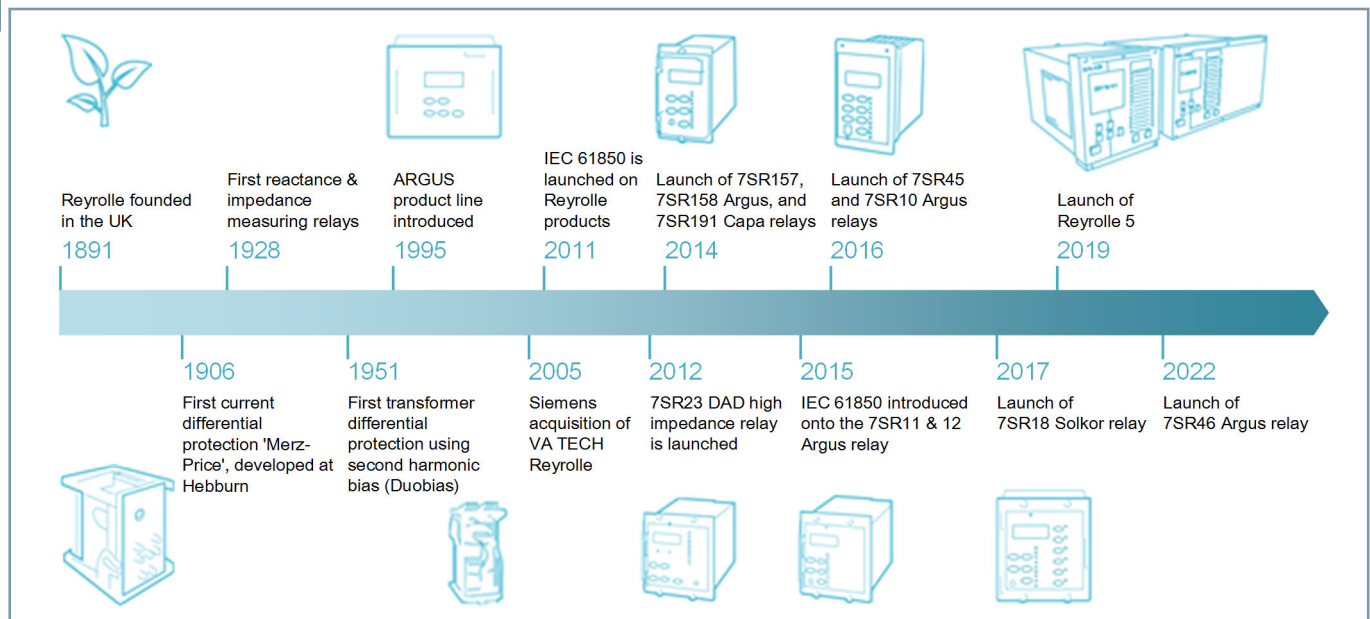 Reyrolle founded
in the UK
1891
First reactance &
impedance
measuring relays
1928
ARGUS
product line
introduced
1995
IEC 61850 is
launched on
Reyrolle
products
2011
Launch of 7SR157,
7SR158 Argus, and
7SR191 Capa relays
2014
Launch of 7SR45
and 7SR10 Argus
relays
2016
Launch of
Reyrolle 5
2019
1906
First current
differential
protection 'Merz-
Price', developed at
Hebburn
1951
First transformer
differential
protection using
second harmonic
bias (Duobias)
2005
Siemens
acquisition of
VA TECH
Reyrolle
2012
7SR23 DAD high
impedance relay
is launched
2015
IEC 61850 introduced
onto the 7SR11 & 12
Argus relay
2017
Launch of
7SR18 Solkor relay
2022
Launch of
7SR46 Argus relay